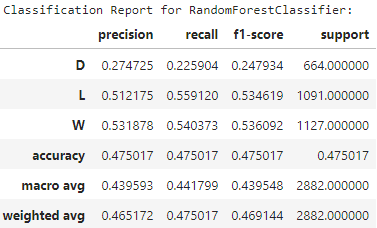 Classification Report for RandomForestClassifier:
precision recall f1-score support
D 0.274725 0.225904 0.247934 664.000000
L 0.512175 0.559120 0.534619 1091.000000
W 0.531878 0.540373 0.536092 1127.000000
accuracy 0.475017 0.475017 0.475017 0.475017
macro avg 0.439593 0.441799 0.439548 2882.000000
weighted avg 0.465172 0.475017 0.469144 2882.000000